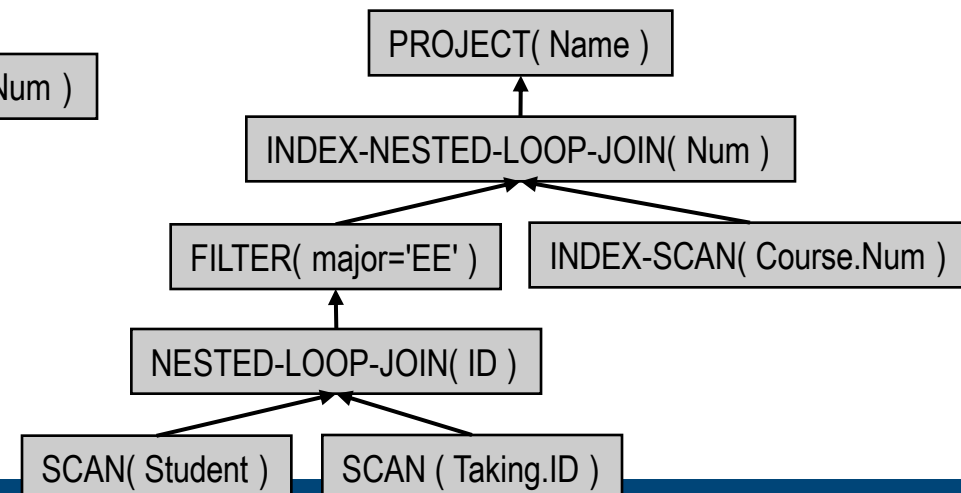 PROJECT( Name )
Num )
INDEX-NESTED-LOOP-JOIN( Num )
FILTER( major='EE' )
INDEX-SCAN( Course.Num )
NESTED-LOOP-JOIN( ID )
SCAN( Student )
SCAN ( Taking.ID )